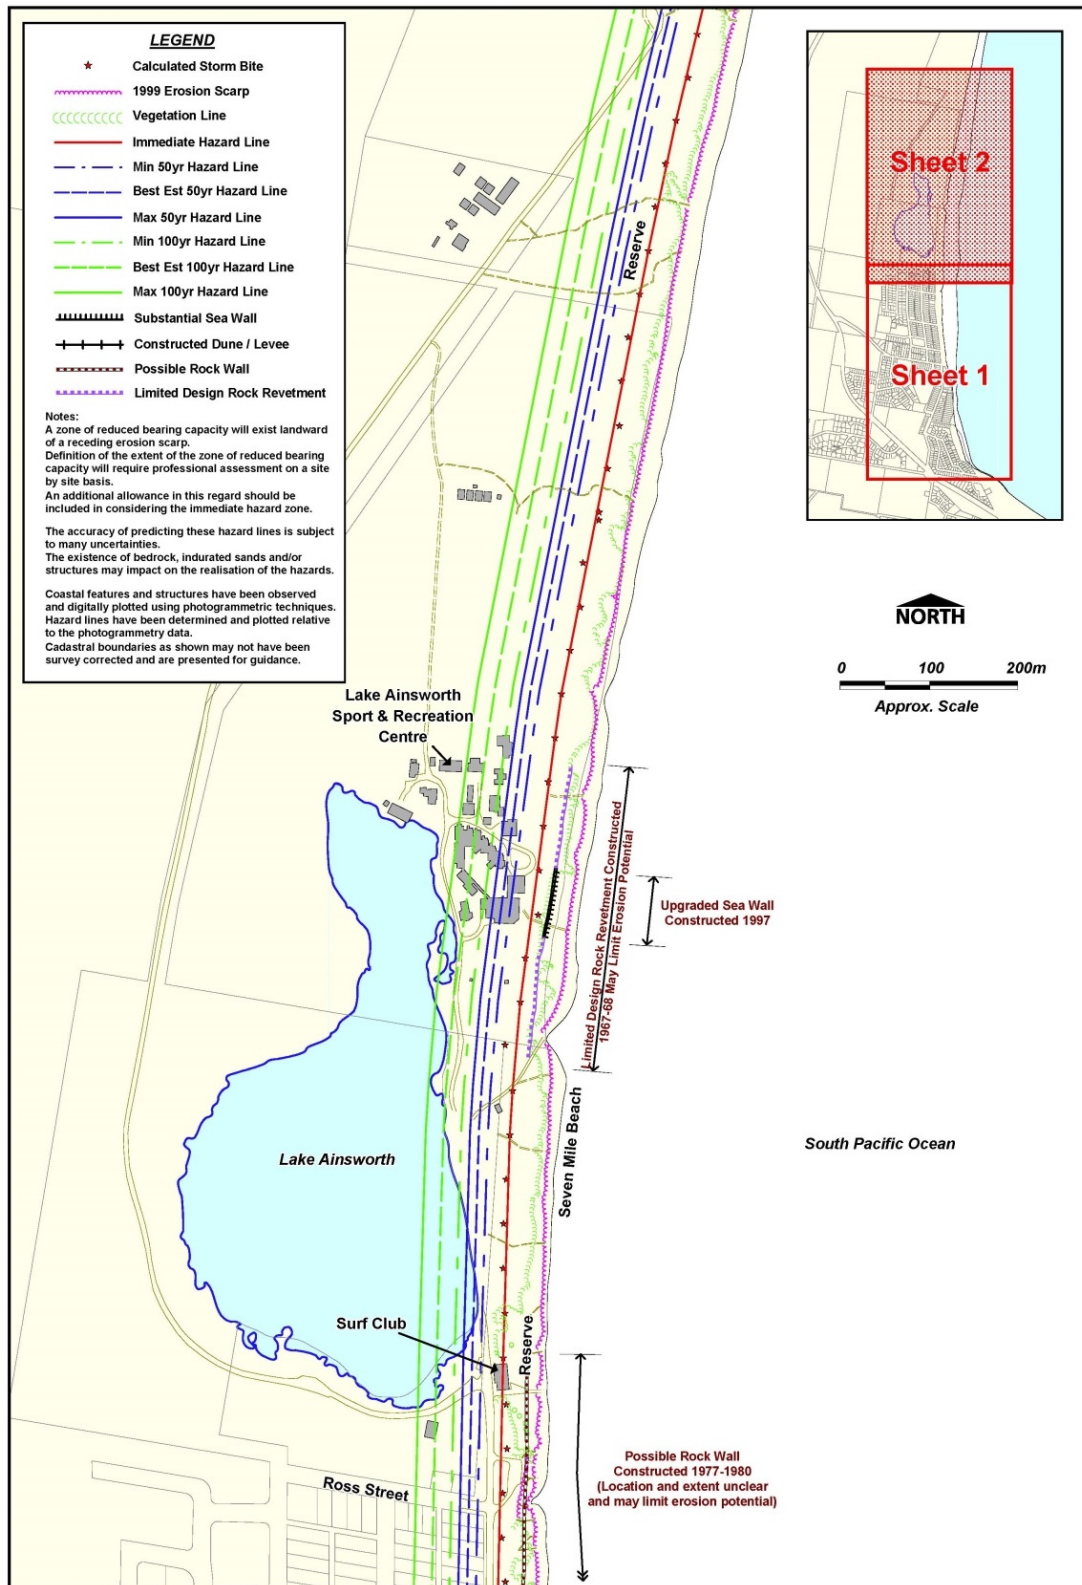 LEGEND
Calculated Storm Bite
1999 Erosion Scarp
Vegetation Line
Immediate Hazard Line
Min 50yr Hazard Line
Best Est 50yr Hazard Line
Max 50yr Hazard Line
Min 100yr Hazard Line
Best Est 100yr Hazard Line
Max 100yr Hazard Line
Substantial Sea Wall
Constructed Dune / Levee
Possible Rock Wall
Limited Design Rock Revetment
Notes:
A zone of reduced bearing capacity will exist landward
of a receding erosion scarp.
Definition of the extent of the zone of reduced bearing
capacity will require professional assessment on a site
by site basis.
An additional allowance in this regard should be
included in considering the immediate hazard zone.
The accuracy of predicting these hazard lines is subject
to many uncertainties.
The existence of bedrock, indurated sands and/or
structures may impact on the realisation of the hazards.
Coastal features and structures have been observed
and digitally plotted using photogrammetric techniques.
Hazard lines have been determined and plotted relative
to the photogrammetry data.
Cadastral boundaries as shown may not have been
survey corrected and are presented for guidance.
Sheet 2
Sheet 1
NORTH
0 100 200m
Approx. Scale
Reserve
Lake Ainsworth
Sport & Recreation
Centre
Limited Design Rock Revetment Constructed
1967-68 May Limit Erosion Potential
Upgraded Sea Wall
Constructed 1997
Seven Mile Beach
South Pacific Ocean
Lake Ainsworth
Surf Club
Reserve
Ross Street
Possible Rock Wall
Constructed 1977-1980
(Location and extent unclear
and may limit erosion potential)